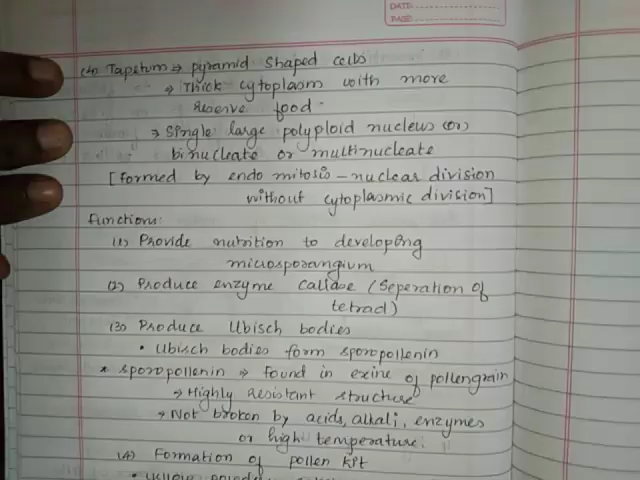 DATE:
PAGE:
(4) Tapetum → pyramid shaped cells
→ Thick cytoplasm with more
reserve food.
→ Single large polyploid nucleus (or)
binucleate or multinucleate
[formed by endo mitosis - nuclear division
without cytoplasmic division]
Functions:
(1) Provide nutrition to developing
microsporangium
(2) Produce enzyme callase (Seperation of
tetrad)
(3) Produce Ubisch bodies
• Ubisch bodies form sporopollenin
* sporopollenin → found in exine of pollengrain
→ Highly resistant structure
→ Not broken by acids, alkali, enzymes
or high temperature.
(4) Formation of pollen kit